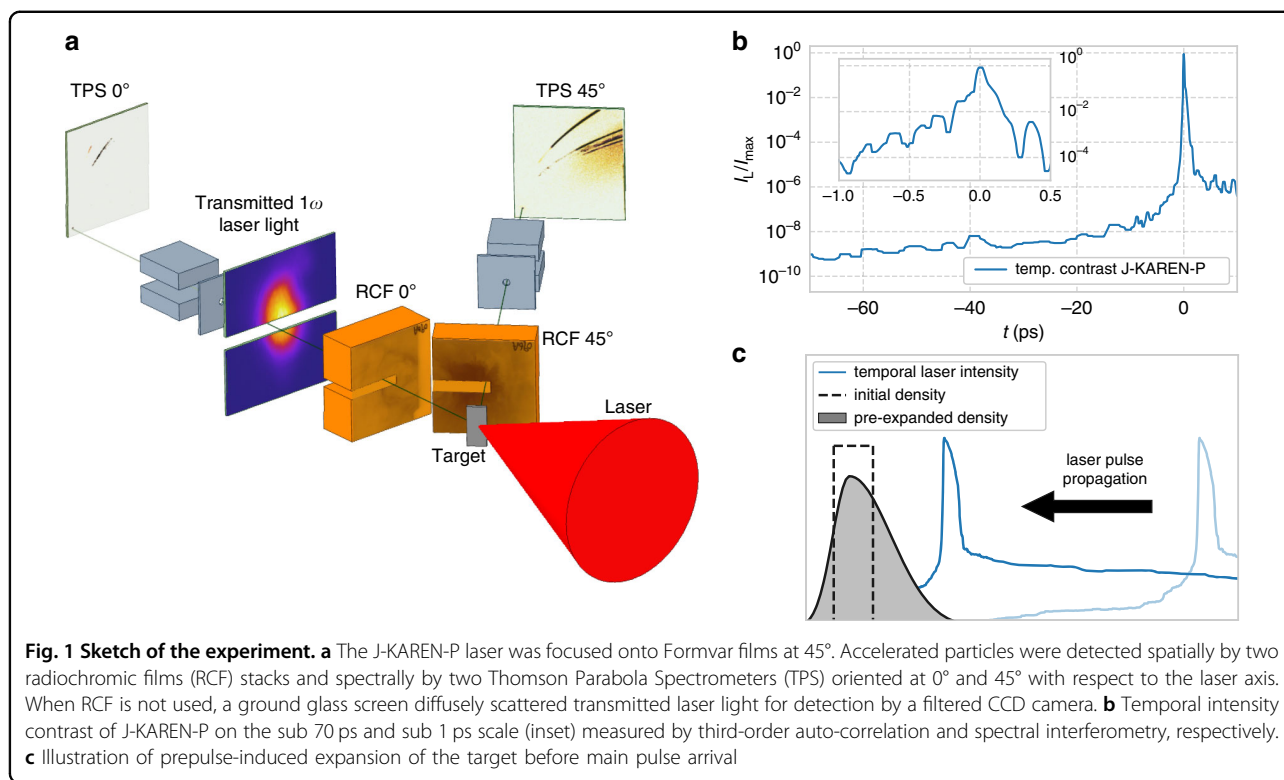 a
TPS 0°
TPS 45°
Transmitted 1ω
laser light
RCF 0°
RCF 45°
Laser
Target
b
10⁰
10⁻²
10⁻⁴
10⁻⁶
10⁻⁸
10⁻¹⁰
I_L/I_max
10⁰
10⁻²
10⁻⁴
−1.0 −0.5 0.0 0.5
temp. contrast J-KAREN-P
−60 −40 −20 0
t (ps)
c
temporal laser intensity
initial density
pre-expanded density
laser pulse
propagation
Fig. 1 Sketch of the experiment. a The J-KAREN-P laser was focused onto Formvar films at 45°. Accelerated particles were detected spatially by two
radiochromic films (RCF) stacks and spectrally by two Thomson Parabola Spectrometers (TPS) oriented at 0° and 45° with respect to the laser axis.
When RCF is not used, a ground glass screen diffusely scattered transmitted laser light for detection by a filtered CCD camera. b Temporal intensity
contrast of J-KAREN-P on the sub 70 ps and sub 1 ps scale (inset) measured by third-order auto-correlation and spectral interferometry, respectively.
c Illustration of prepulse-induced expansion of the target before main pulse arrival